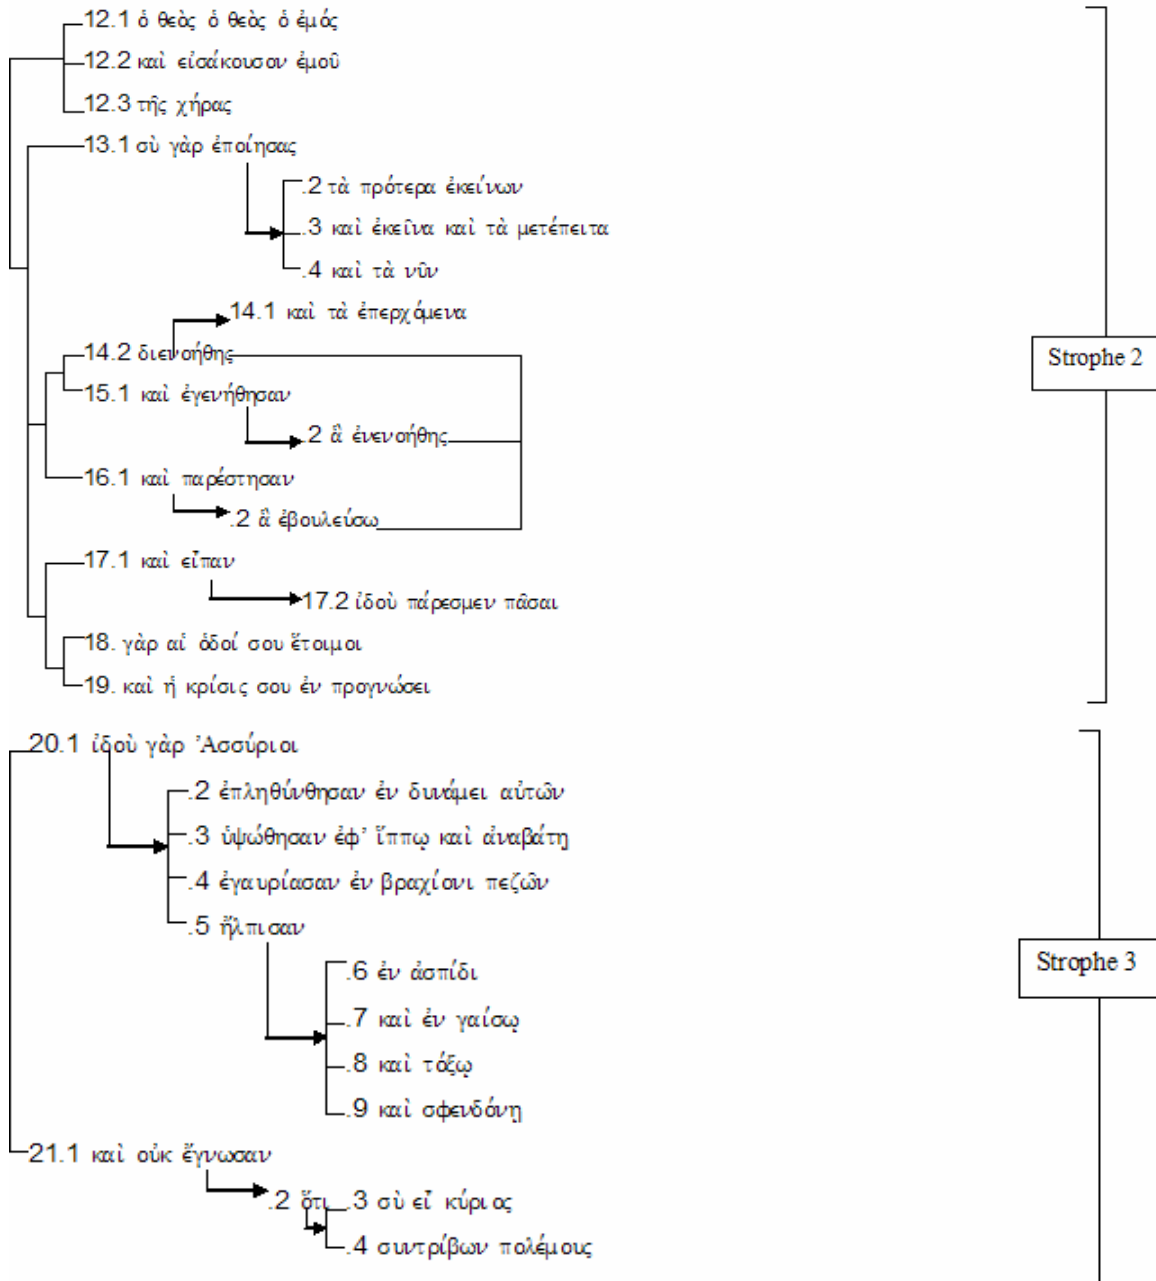 12.1 ὁ θεὸς ὁ θεὸς ὁ ἐμός
12.2 καὶ εἰσάκουσον ἐμοῦ
12.3 τῆς χήρας
13.1 σὺ γὰρ ἐποίησας
.2 τὰ πρότερα ἐκείνων
.3 καὶ ἐκεῖνα καὶ τὰ μετέπειτα
.4 καὶ τὰ νῦν
14.1 καὶ τὰ ἐπερχόμενα
14.2 διενοήθης
Strophe 2
15.1 καὶ ἐγενήθησαν
.2 ἃ ἐνενοήθης
16.1 καὶ παρέστησαν
.2 ἃ ἐβουλεύσω
17.1 καὶ εἶπαν
17.2 ἰδοὺ πάρεσμεν πᾶσαι
18. γὰρ αἱ ὁδοί σου ἕτοιμοι
19. καὶ ἡ κρίσις σου ἐν προγνώσει
20.1 ἰδοὺ γὰρ Ἀσσύριοι
.2 ἐπληθύνθησαν ἐν δυνάμει αὐτῶν
.3 ὑψώθησαν ἐφ’ ἵππῳ καὶ ἀναβάτῃ
.4 ἐγαυρίασαν ἐν βραχίονι πεζῶν
.5 ἤλπισαν
Strophe 3
.6 ἐν ἀσπίδι
.7 καὶ ἐν γαίσῳ
.8 καὶ τόξῳ
.9 καὶ σφενδόνῃ
21.1 καὶ οὐκ ἔγνωσαν
.2 ὅτι .3 σὺ εἶ κύριος
.4 συντρίβων πολέμους